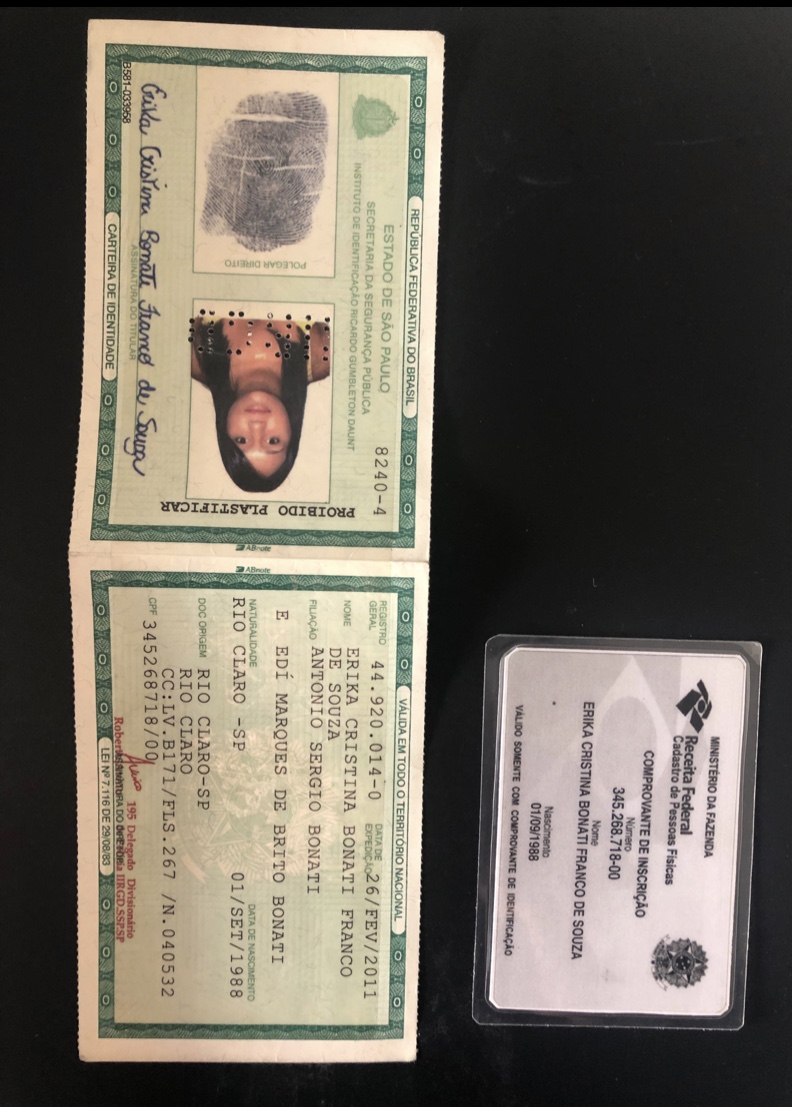 MINISTÉRIO DA FAZENDA
Receita Federal
Cadastro de Pessoas Físicas
COMPROVANTE DE INSCRIÇÃO
Número
345.268.718-00
Nome
ERIKA CRISTINA BONATI FRANCO DE SOUZA
Nascimento
01/09/1988
VÁLIDO SOMENTE COM COMPROVANTE DE IDENTIFICAÇÃO
REPÚBLICA FEDERATIVA DO BRASIL
ESTADO DE SÃO PAULO
8240-4
SECRETARIA DA SEGURANÇA PÚBLICA
INSTITUTO DE IDENTIFICAÇÃO RICARDO GUMBLETON DAUNT
POLEGAR DIREITO
PROIBIDO PLASTIFICAR
Erika Cristina Bonati Franco de Souza
ASSINATURA DO TITULAR
B581-033958
CARTEIRA DE IDENTIDADE
ABnote
ABnote
VÁLIDA EM TODO O TERRITÓRIO NACIONAL
REGISTRO GERAL 44.920.014-0 DATA DE EXPEDIÇÃO 26/FEV/2011
NOME ERIKA CRISTINA BONATI FRANCO
DE SOUZA
FILIAÇÃO ANTONIO SERGIO BONATI
E EDÍ MARQUES DE BRITO BONATI
NATURALIDADE DATA DE NASCIMENTO
RIO CLARO -SP 01/SET/1988
DOC ORIGEM RIO CLARO-SP
RIO CLARO
CC:LV.B171/FLS.267 /N.040532
CPF 345268718/00
195 Delegado Divisionário
IIRGD.SSP.SP
ASSINATURA DO DIRETOR
LEI Nº 7.116 DE 29/08/83